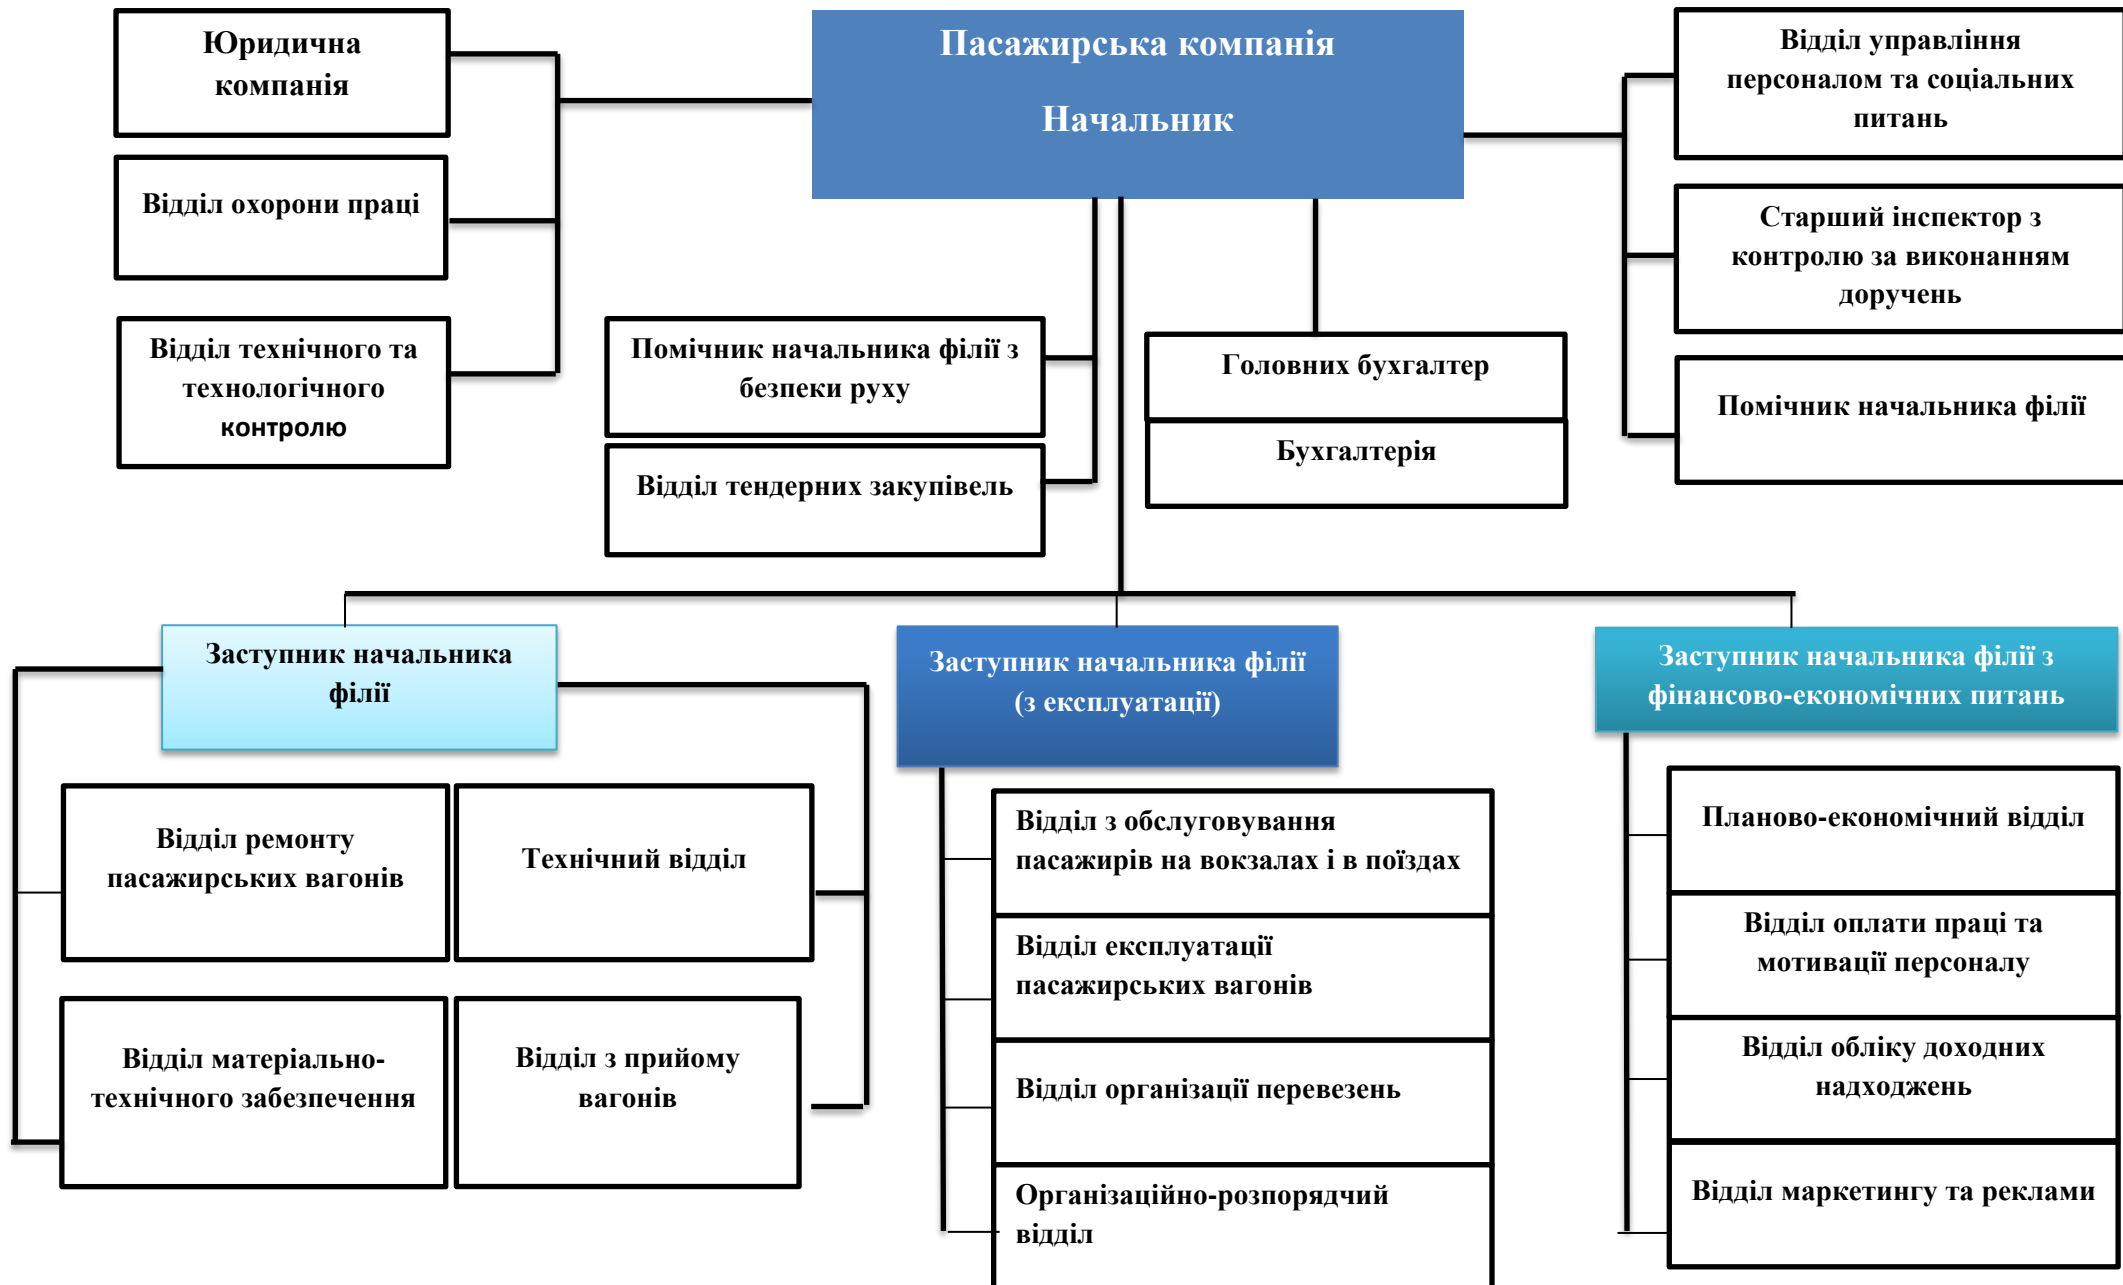 Юридична
компанія
Пасажирська компанія
Начальник
Відділ управління
персоналом та соціальних
питань
Відділ охорони праці
Старший інспектор з
контролю за виконанням
доручень
Відділ технічного та
технологічного
контролю
Помічник начальника філії з
безпеки руху
Головних бухгалтер
Помічник начальника філії
Відділ тендерних закупівель
Бухгалтерія
Заступник начальника
філії
Заступник начальника філії
(з експлуатації)
Заступник начальника філії з
фінансово-економічних питань
Відділ ремонту
пасажирських вагонів
Технічний відділ
Відділ матеріально-
технічного забезпечення
Відділ з прийому
вагонів
Відділ з обслуговування
пасажирів на вокзалах і в поїздах
Відділ експлуатації
пасажирських вагонів
Відділ організації перевезень
Організаційно-розпорядчий
відділ
Планово-економічний відділ
Відділ оплати праці та
мотивації персоналу
Відділ обліку доходних
надходжень
Відділ маркетингу та реклами